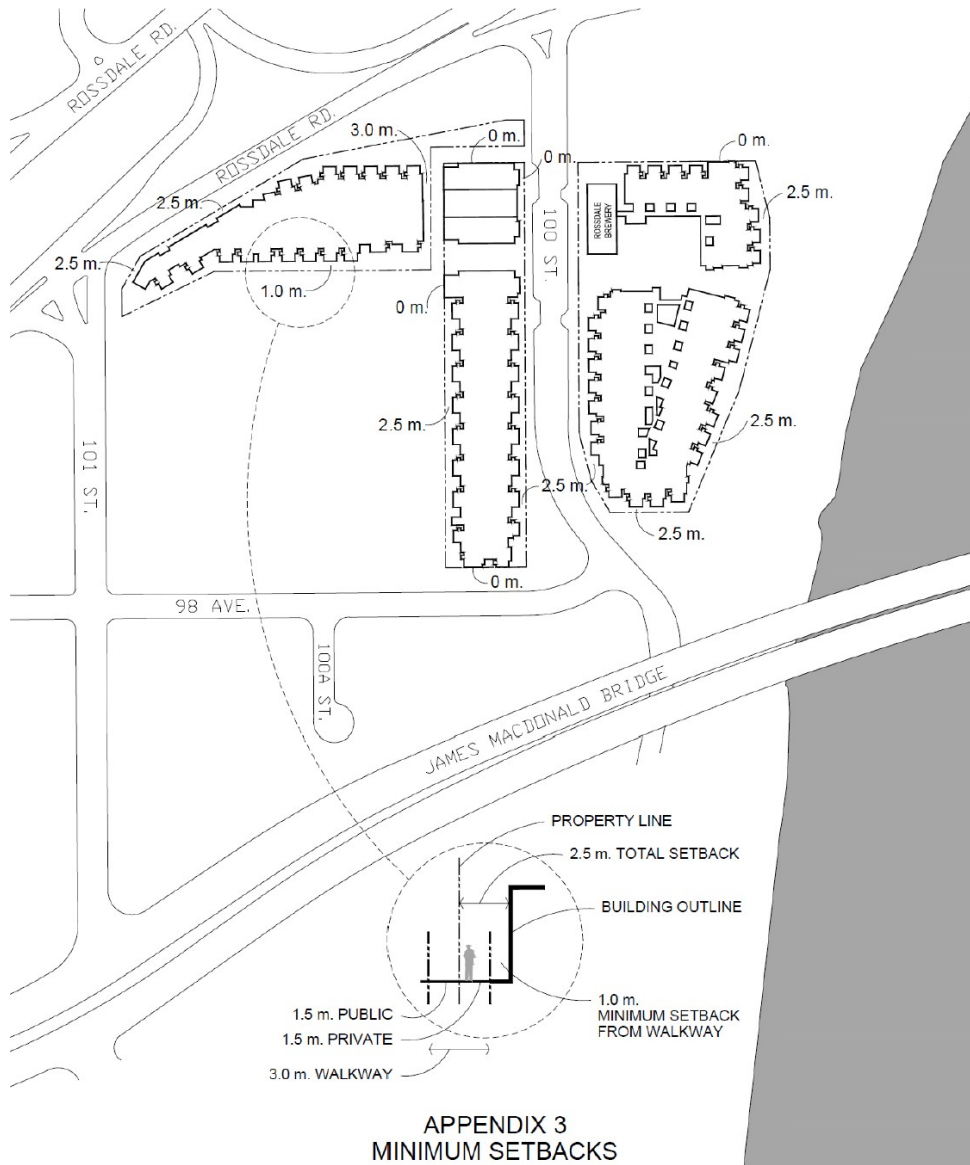 ROSSDALE RD.
ROSSDALE RD.
3.0 m.
0 m.
0 m.
0 m.
2.5 m.
2.5 m.
2.5 m.
ROSSDALE
BREWERY
100 ST.
1.0 m.
0 m.
2.5 m.
2.5 m.
101 ST.
2.5 m.
2.5 m.
0 m.
98 AVE.
100A ST.
JAMES MACDONALD BRIDGE
PROPERTY LINE
2.5 m. TOTAL SETBACK
BUILDING OUTLINE
1.0 m.
MINIMUM SETBACK
FROM WALKWAY
1.5 m. PUBLIC
1.5 m. PRIVATE
3.0 m. WALKWAY
APPENDIX 3
MINIMUM SETBACKS